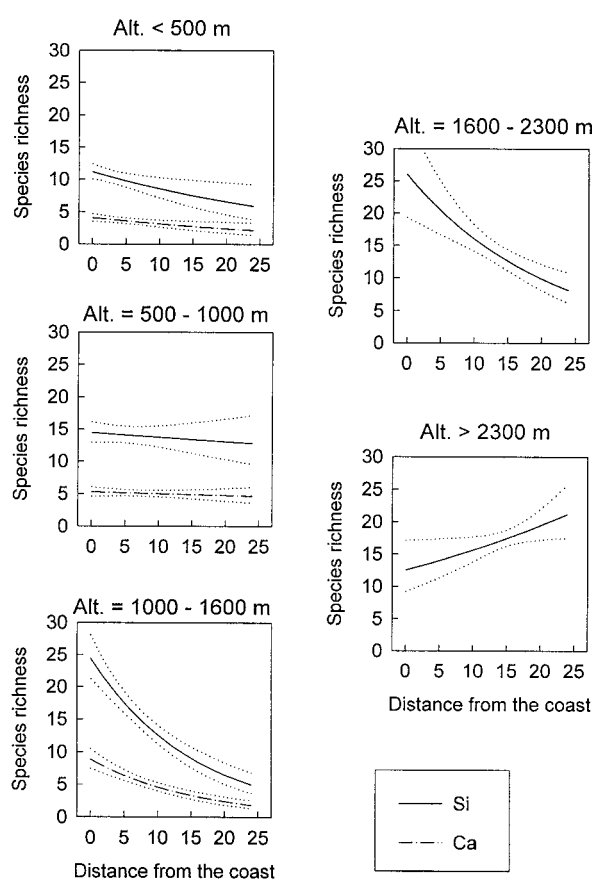 Alt. < 500 m
Species richness
30
25
20
15
10
5
0
0 5 10 15 20 25
Alt. = 500 - 1000 m
Species richness
30
25
20
15
10
5
0
0 5 10 15 20 25
Alt. = 1000 - 1600 m
Species richness
30
25
20
15
10
5
0
0 5 10 15 20 25
Distance from the coast
Alt. = 1600 - 2300 m
Species richness
30
25
20
15
10
5
0
0 5 10 15 20 25
Alt. > 2300 m
Species richness
30
25
20
15
10
5
0
0 5 10 15 20 25
Distance from the coast
Si
Ca